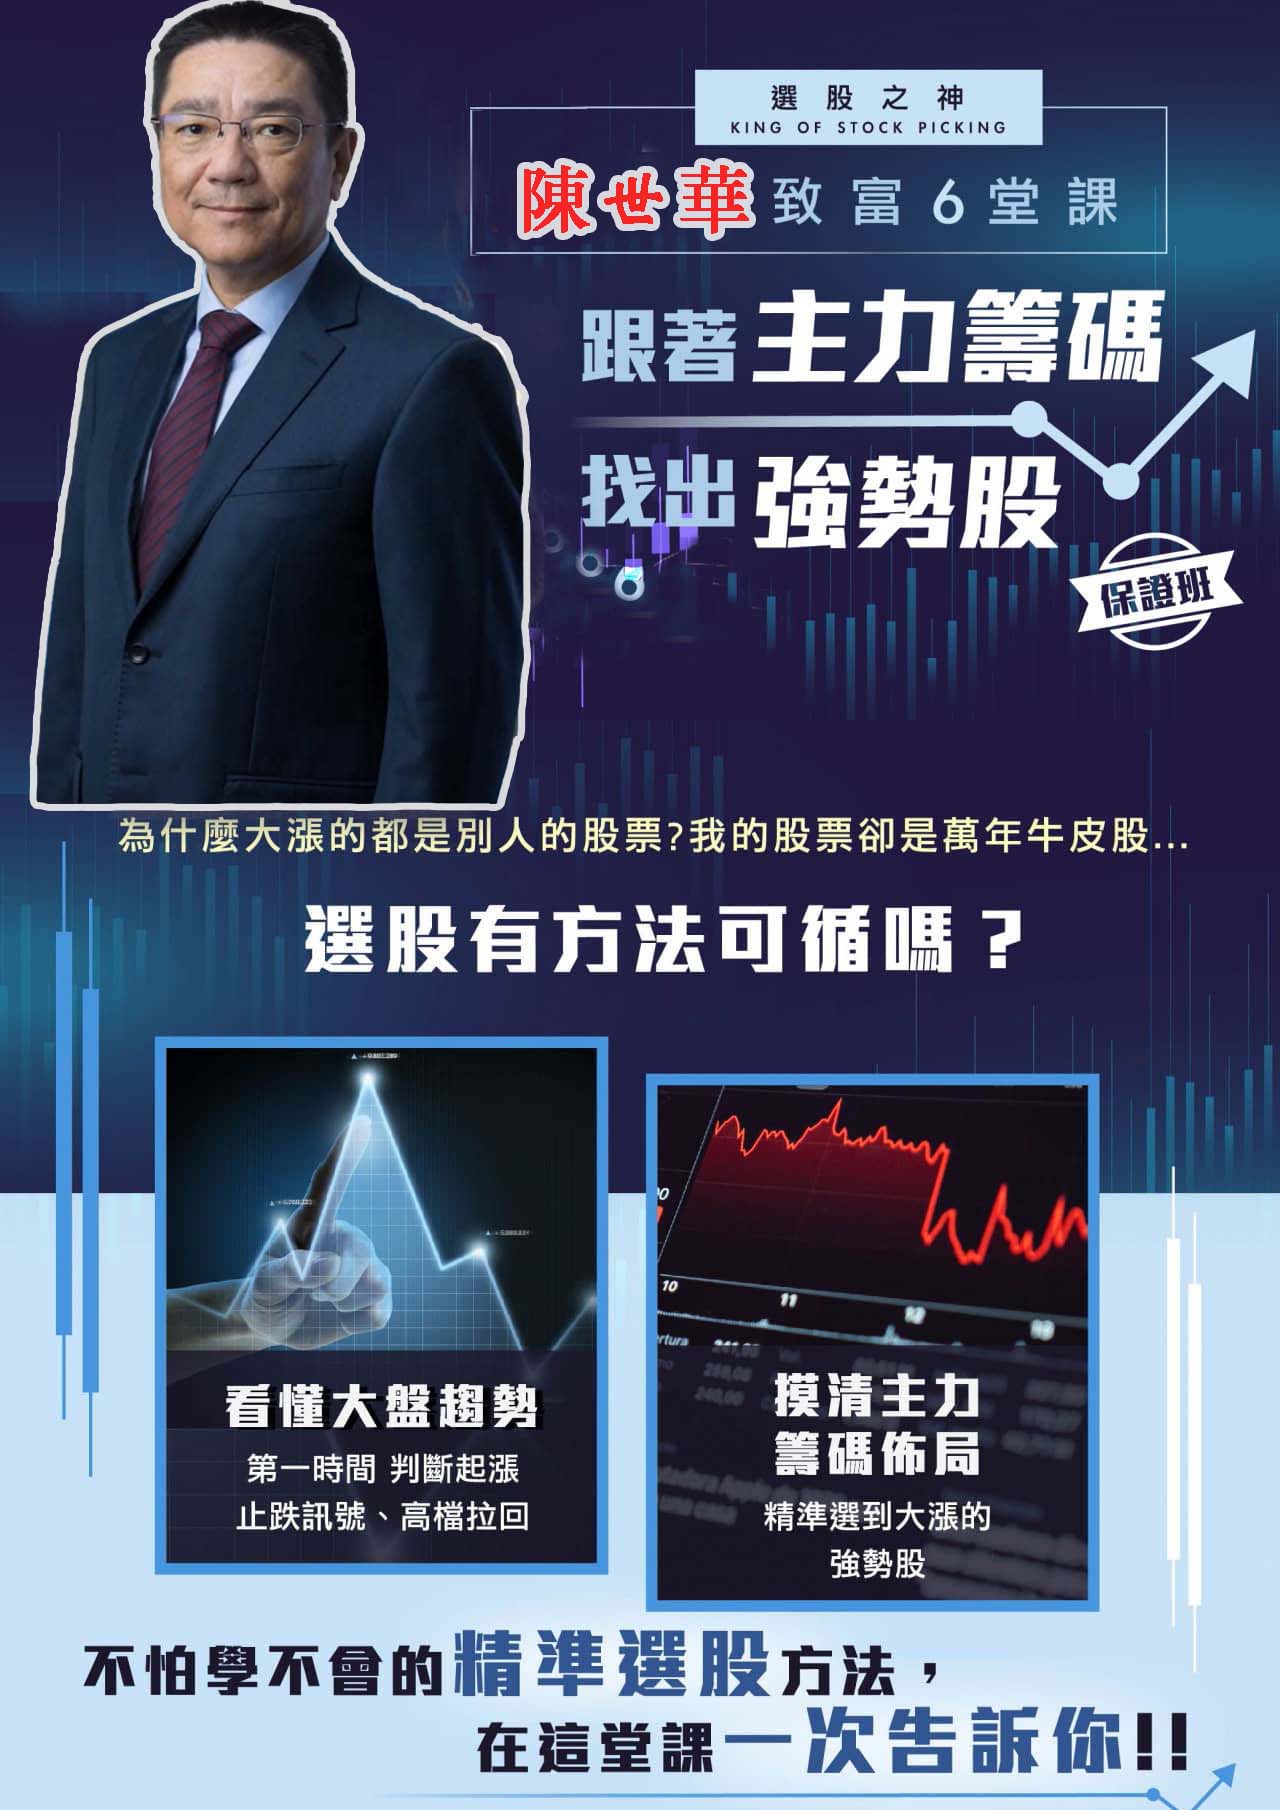 選股之神
KING OF STOCK PICKING
陳世華致富6堂課
跟著主力籌碼
找出強勢股
保證班
為什麼大漲的都是別人的股票?我的股票卻是萬年牛皮股...
選股有方法可循嗎？
看懂大盤趨勢
第一時間 判斷起漲
止跌訊號、高檔拉回
10
11
12
摸清主力
籌碼佈局
精準選到大漲的
強勢股
不怕學不會的精準選股方法，
在這堂課一次告訴你!!